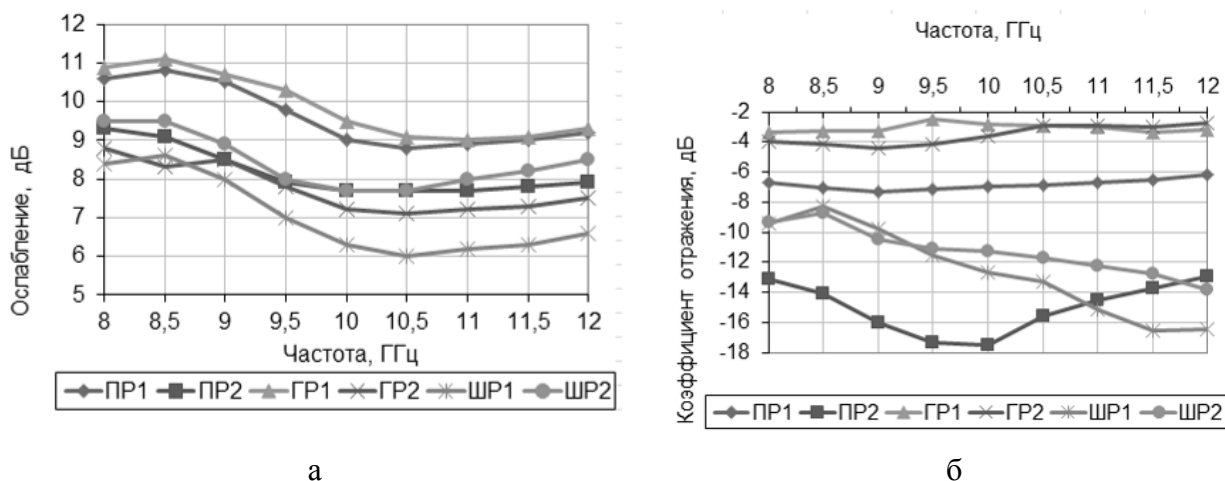 12
11
10
9
8
7
6
5
Ослабление, дБ
8 8,5 9 9,5 10 10,5 11 11,5 12
Частота, ГГц
ПР1 ПР2 ГР1 ГР2 ШР1 ШР2
а
Частота, ГГц
8 8,5 9 9,5 10 10,5 11 11,5 12
-2
-4
-6
-8
-10
-12
-14
-16
-18
Коэффициент отражения, дБ
ПР1 ПР2 ГР1 ГР2 ШР1 ШР2
б